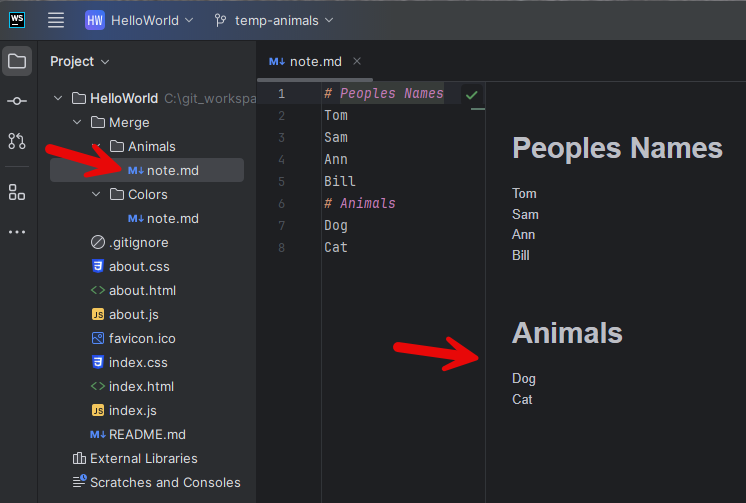 WS HW HelloWorld temp-animals
Project
note.md
HelloWorld C:\git_workspa
Merge
Animals
note.md
Colors
note.md
.gitignore
about.css
about.html
JS about.js
favicon.ico
index.css
index.html
JS index.js
README.md
External Libraries
Scratches and Consoles
1 # Peoples Names
2 Tom
3 Sam
4 Ann
5 Bill
6 # Animals
7 Dog
8 Cat
Peoples Names
Tom
Sam
Ann
Bill
Animals
Dog
Cat